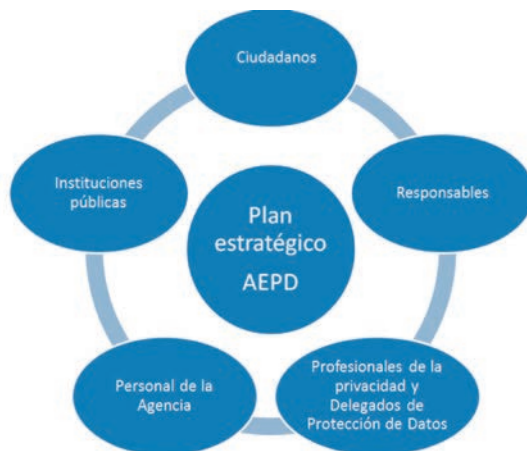 Ciudadanos
Instituciones
públicas
Responsables
Plan
estratégico
AEPD
Personal de la
Agencia
Profesionales de la
privacidad y
Delegados de
Protección de Datos